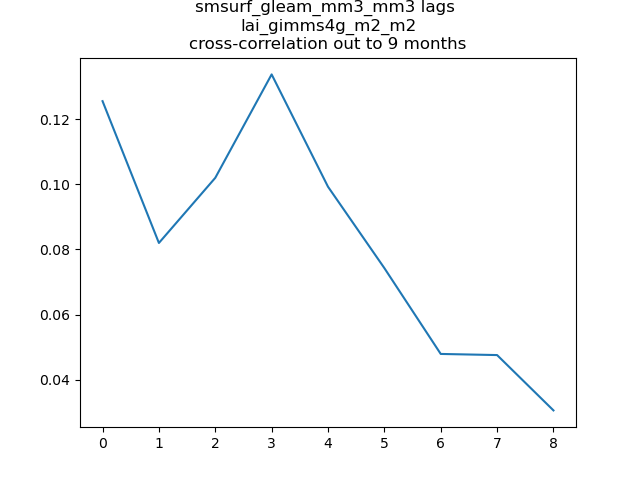 smsurf_gleam_mm3_mm3 lags
lai_gimms4g_m2_m2
cross-correlation out to 9 months
0.12
0.10
0.08
0.06
0.04
0 1 2 3 4 5 6 7 8